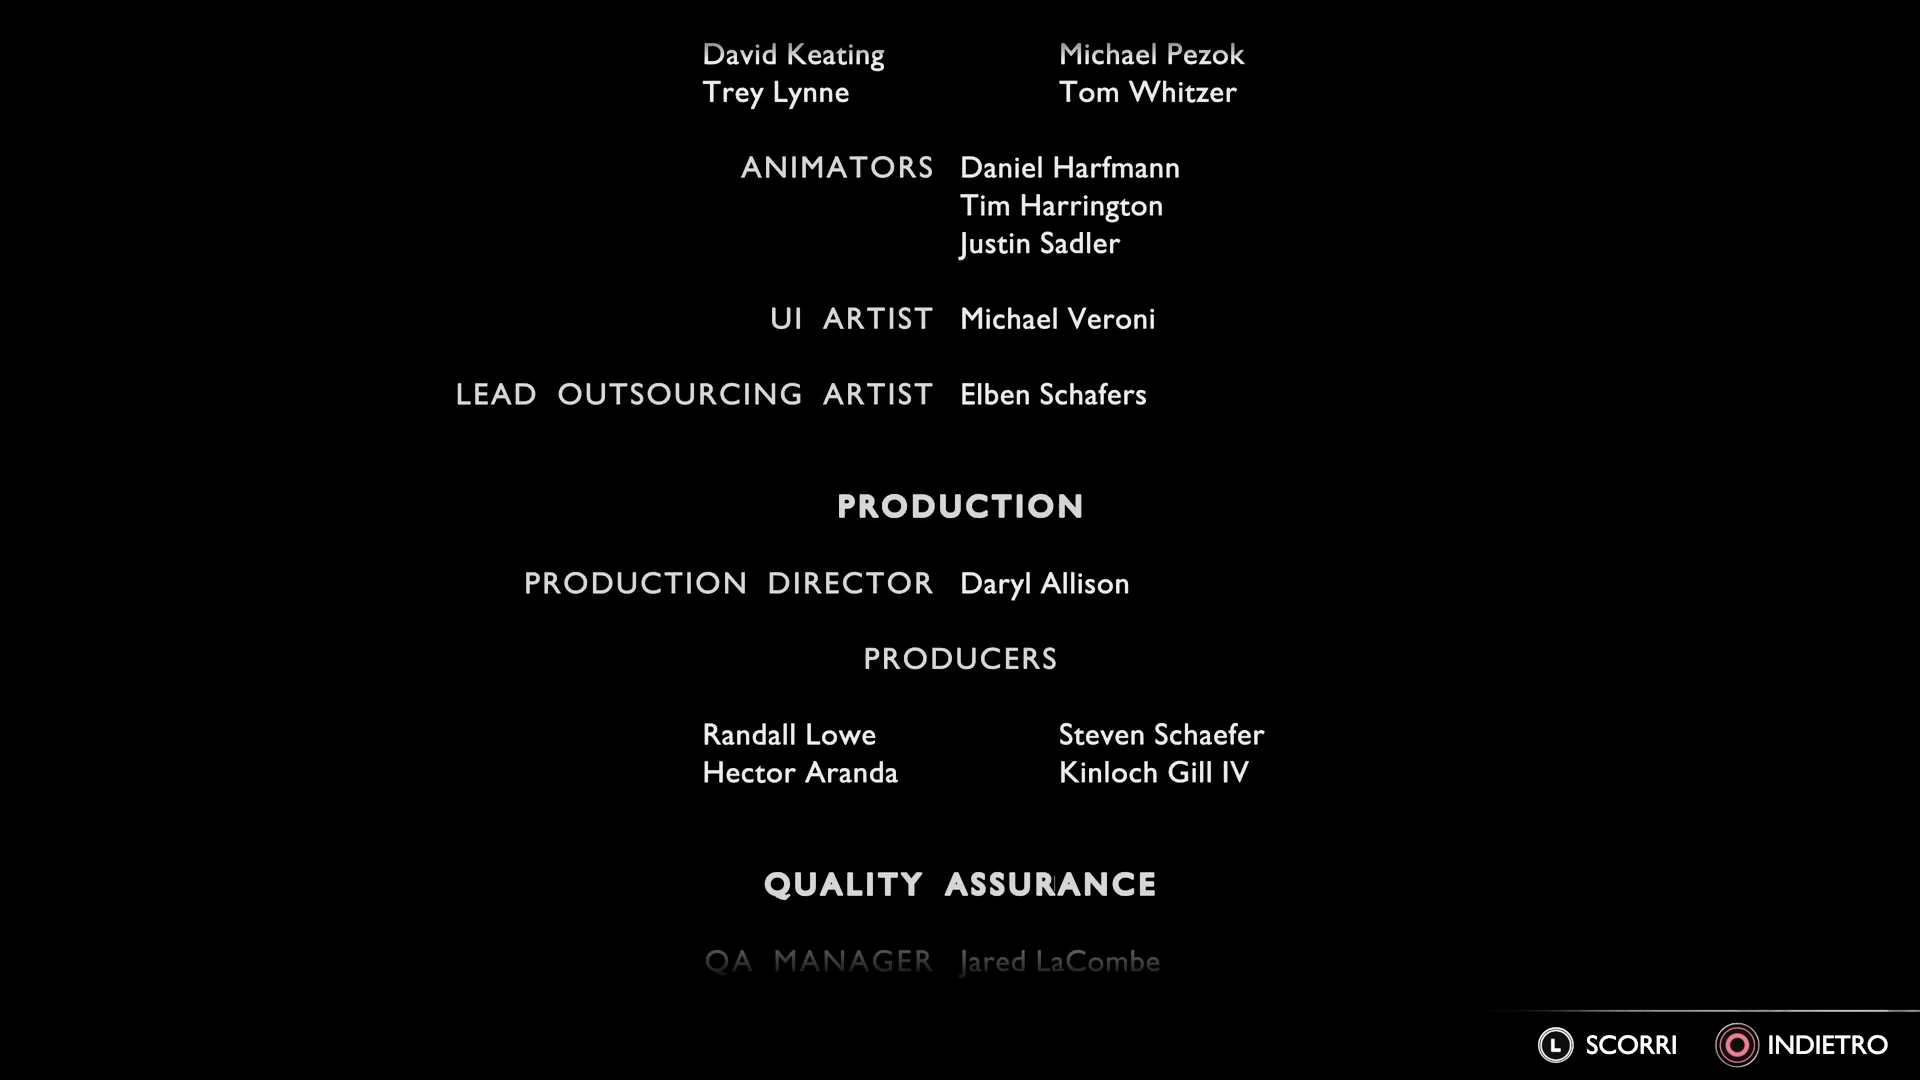 David Keating Michael Pezok
Trey Lynne Tom Whitzer
ANIMATORS Daniel Harfmann
Tim Harrington
Justin Sadler
UI ARTIST Michael Veroni
LEAD OUTSOURCING ARTIST Elben Schafers
PRODUCTION
PRODUCTION DIRECTOR Daryl Allison
PRODUCERS
Randall Lowe Steven Schaefer
Hector Aranda Kinloch Gill IV
QUALITY ASSURANCE
QA MANAGER Jared LaCombe
L SCORRI INDIETRO